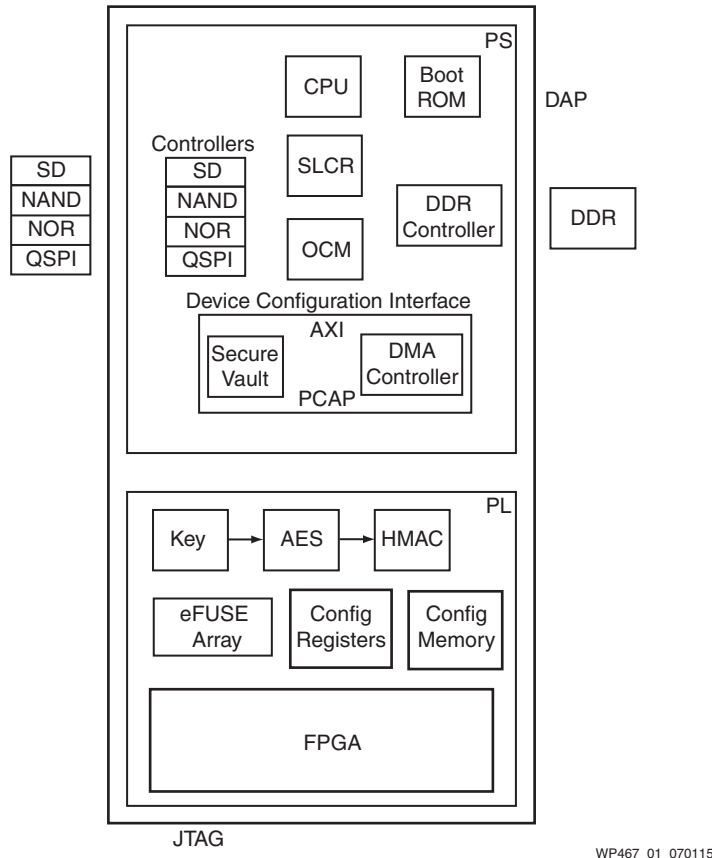 PS
CPU
Boot
ROM
DAP
Controllers
SD
NAND
NOR
QSPI
SD
NAND
NOR
QSPI
SLCR
OCM
DDR
Controller
DDR
Device Configuration Interface
AXI
Secure
Vault
DMA
Controller
PCAP
PL
Key
AES
HMAC
eFUSE
Array
Config
Registers
Config
Memory
FPGA
JTAG
WP467_01_070115